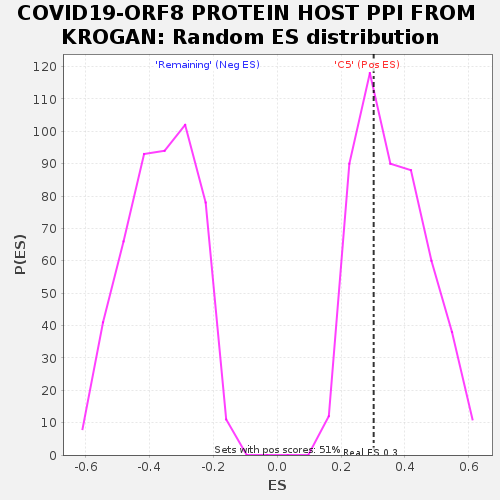 COVID19-ORF8 PROTEIN HOST PPI FROM
KROGAN: Random ES distribution
'Remaining' (Neg ES)
'C5' (Pos ES)
120
110
100
90
80
70
60
50
40
30
20
10
0
P(ES)
Sets with pos scores: 51%
Real ES 0.3
-0.6 -0.4 -0.2 0.0 0.2 0.4 0.6
ES